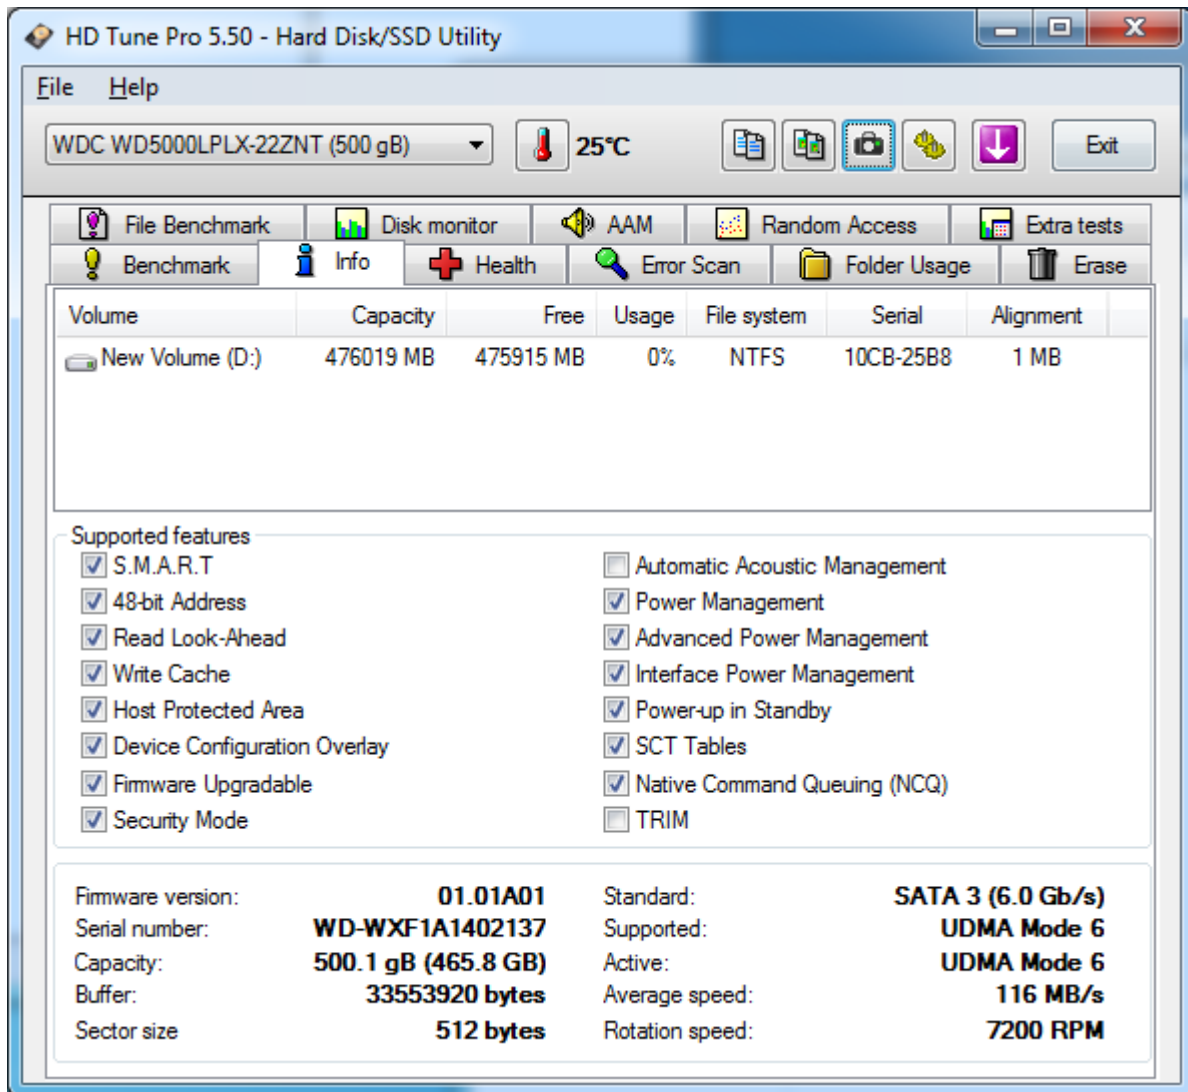 HD Tune Pro 5.50 - Hard Disk/SSD Utility
File Help
WDC WD5000LPLX-22ZNT (500 gB) 25°C Exit
File Benchmark Disk monitor AAM Random Access Extra tests
Benchmark Info Health Error Scan Folder Usage Erase
Volume Capacity Free Usage File system Serial Alignment
New Volume (D:) 476019 MB 475915 MB 0% NTFS 10CB-25B8 1 MB
Supported features
S.M.A.R.T Automatic Acoustic Management
48-bit Address Power Management
Read Look-Ahead Advanced Power Management
Write Cache Interface Power Management
Host Protected Area Power-up in Standby
Device Configuration Overlay SCT Tables
Firmware Upgradable Native Command Queuing (NCQ)
Security Mode TRIM
Firmware version: 01.01A01 Standard: SATA 3 (6.0 Gb/s)
Serial number: WD-WXF1A1402137 Supported: UDMA Mode 6
Capacity: 500.1 gB (465.8 GB) Active: UDMA Mode 6
Buffer: 33553920 bytes Average speed: 116 MB/s
Sector size 512 bytes Rotation speed: 7200 RPM